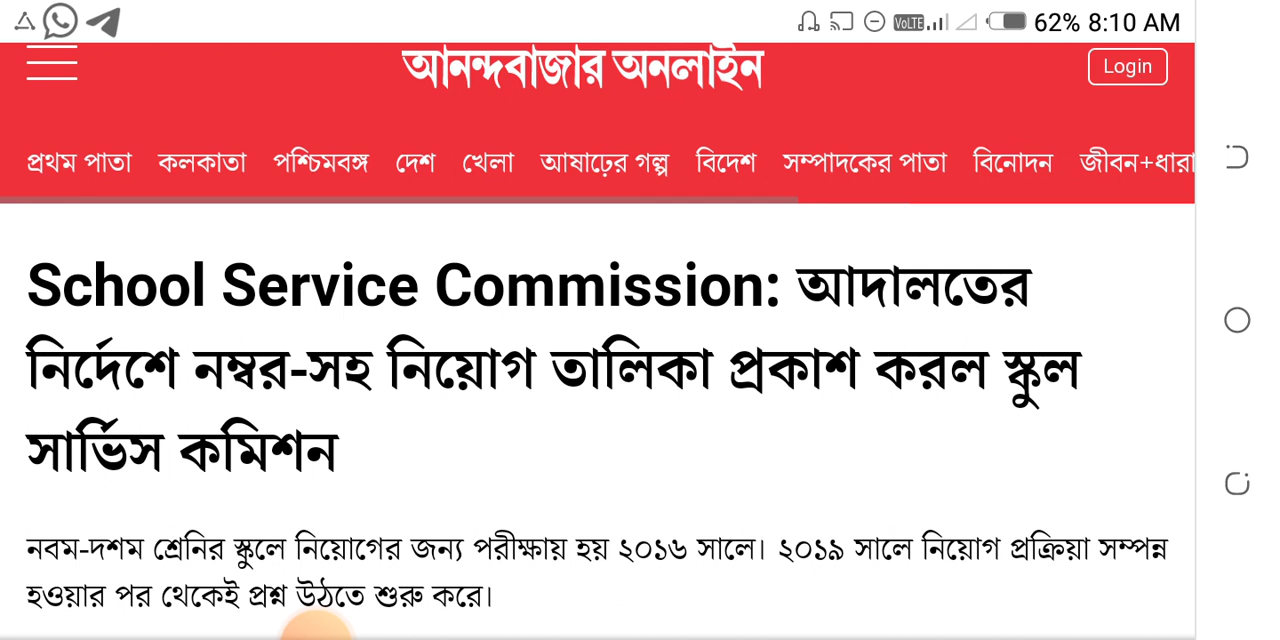 VoLTE 62% 8:10 AM
আনন্দবাজার অনলাইন
Login
প্রথম পাতা কলকাতা পশ্চিমবঙ্গ দেশ খেলা আষাঢ়ের গল্প বিদেশ সম্পাদকের পাতা বিনোদন জীবন+ধারা
School Service Commission: আদালতের
নির্দেশে নম্বর-সহ নিয়োগ তালিকা প্রকাশ করল স্কুল
সার্ভিস কমিশন
নবম-দশম শ্রেনির স্কুলে নিয়োগের জন্য পরীক্ষায় হয় ২০১৬ সালে। ২০১৯ সালে নিয়োগ প্রক্রিয়া সম্পন্ন
হওয়ার পর থেকেই প্রশ্ন উঠতে শুরু করে।